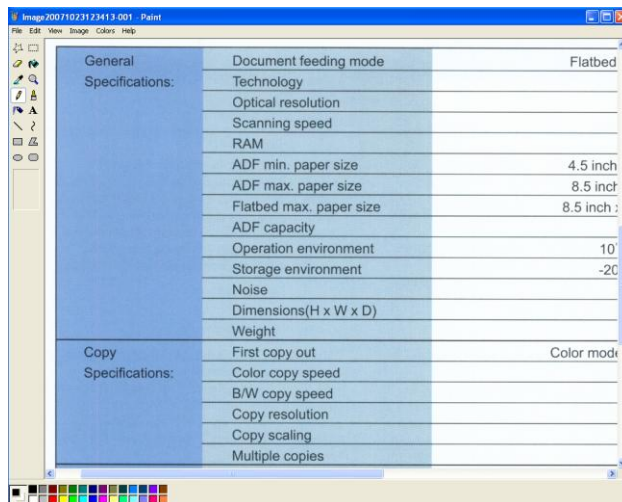 Image20071023123413-001 - Paint
File Edit View Image Colors Help
General Document feeding mode Flatbed
Specifications: Technology
Optical resolution
Scanning speed
RAM
ADF min. paper size 4.5 inch
ADF max. paper size 8.5 inch
Flatbed max. paper size 8.5 inch
ADF capacity
Operation environment 10
Storage environment -20
Noise
Dimensions(H x W x D)
Weight
Copy First copy out Color mode
Specifications: Color copy speed
B/W copy speed
Copy resolution
Copy scaling
Multiple copies